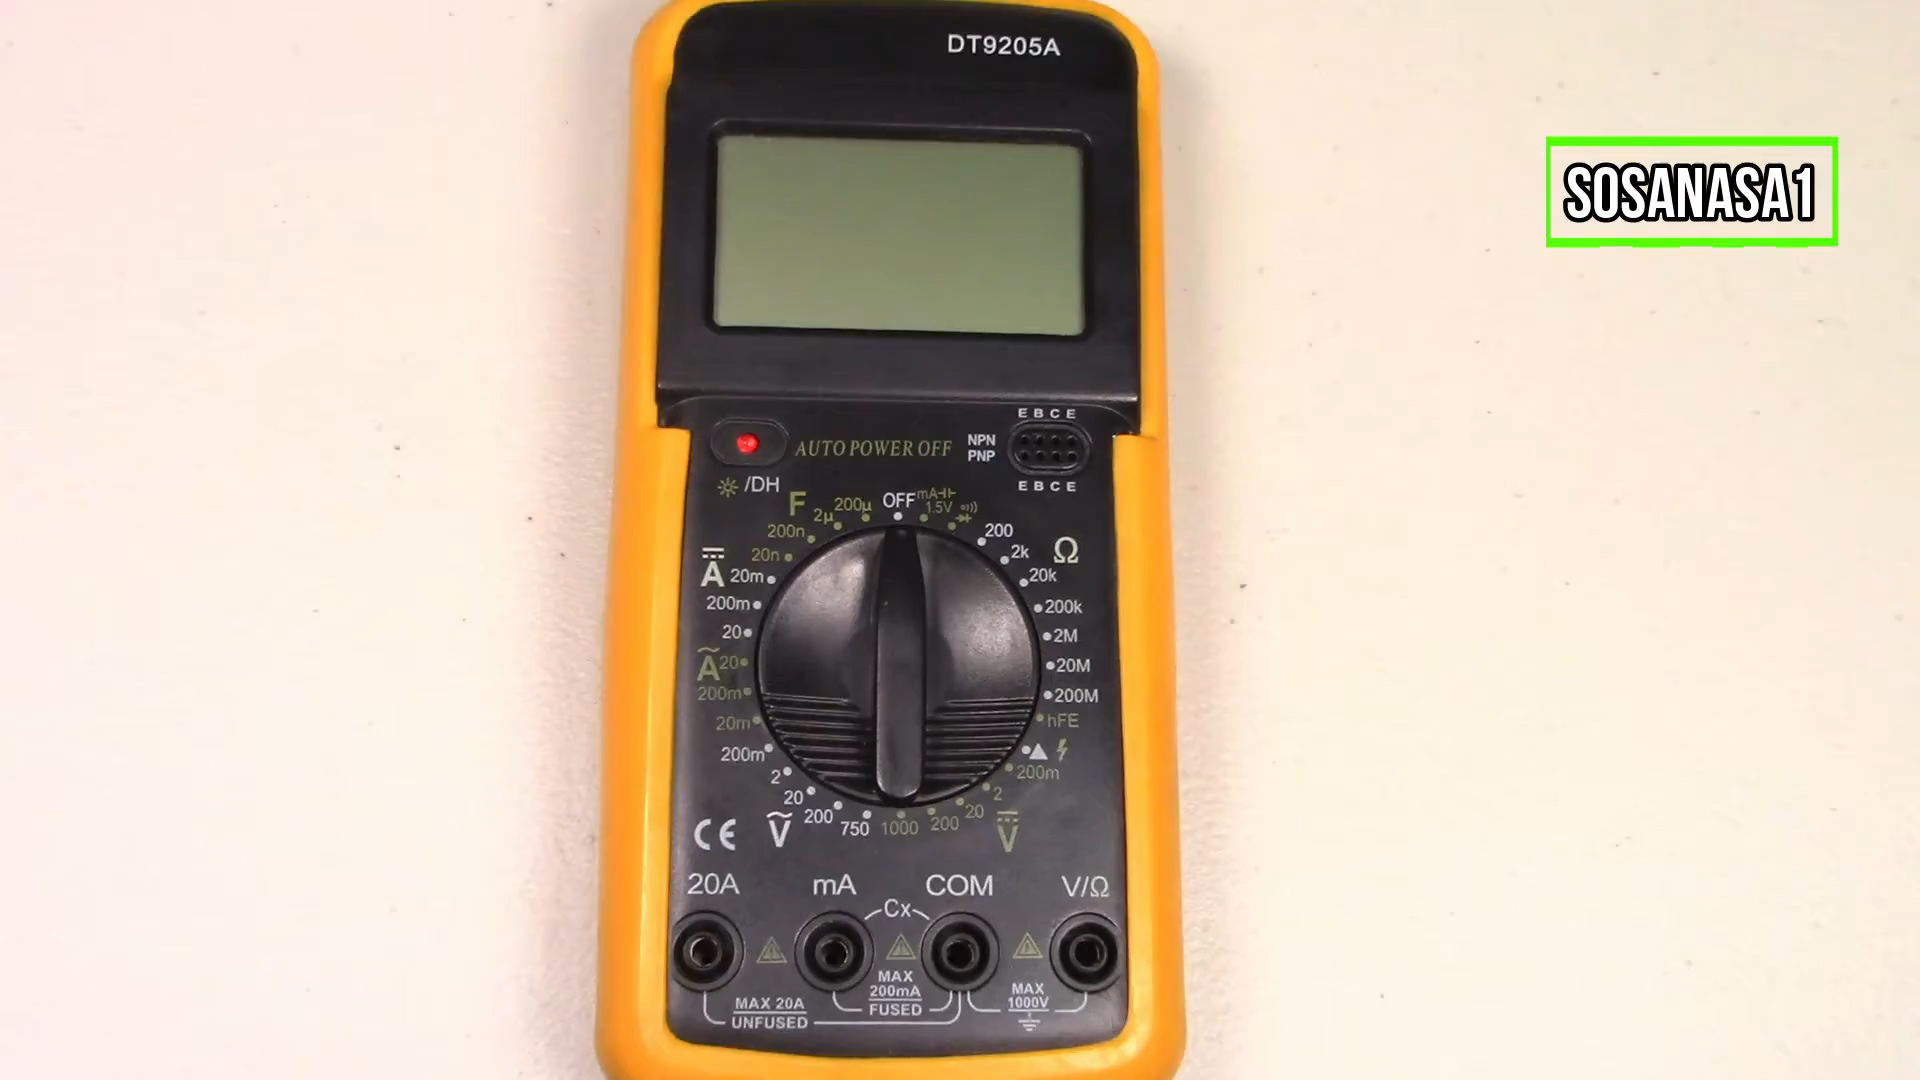 DT9205A
SOSANASA1
E B C E
AUTO POWER OFF
NPN
PNP
E B C E
/DH
F
200µ
2µ
200n
20n
OFF
mA
1.5V
200
2k
Ω
20k
200k
2M
20M
200M
hFE
A
20m
200m
20
A
20
200m
20m
200m
2
20
200
750
V
1000
200
20
2
200m
V
CE
20A
mA
COM
V/Ω
Cx
MAX 20A
UNFUSED
MAX
200mA
FUSED
MAX
1000V